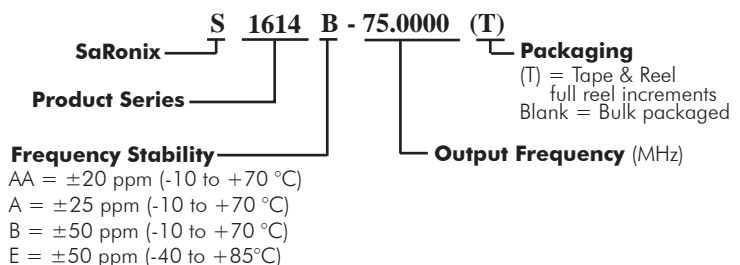 S 1614 B - 75.0000 (T)
SaRonix
Packaging
(T) = Tape & Reel
full reel increments
Blank = Bulk packaged
Product Series
Frequency Stability
AA = ±20 ppm (-10 to +70 °C)
A = ±25 ppm (-10 to +70 °C)
B = ±50 ppm (-10 to +70 °C)
E = ±50 ppm (-40 to +85°C)
Output Frequency (MHz)